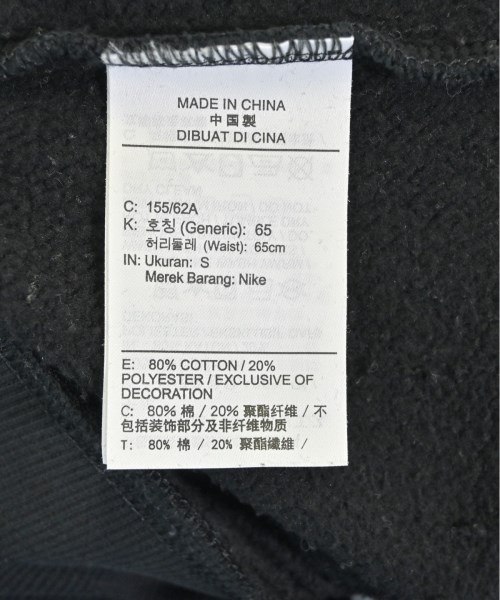 MADE IN CHINA
中国製
DIBUAT DI CINA
C: 155/62A
K: 호칭 (Generic): 65
허리둘레 (Waist): 65cm
IN: Ukuran: S
Merek Barang: Nike
E: 80% COTTON / 20%
POLYESTER / EXCLUSIVE OF
DECORATION
C: 80% 棉 / 20% 聚酯纤维 / 不
包括装饰部分及非纤维物质
T: 80% 棉 / 20% 聚酯纖維 /